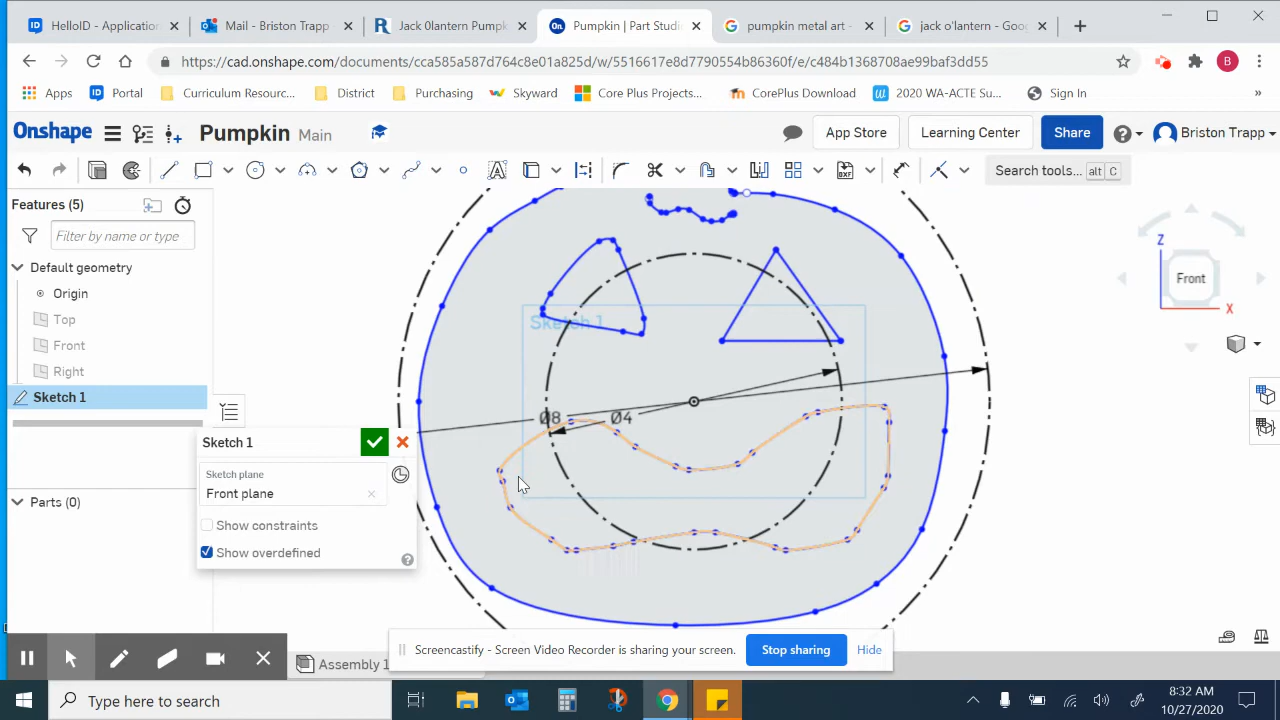 HelloID - Application
Mail - Briston Trapp
Jack 0lantern Pumpk
Pumpkin | Part Studi
pumpkin metal art -
jack o'lantern - Goo
https://cad.onshape.com/documents/cca585a587d764c8e01a825d/w/5516617e8d7790554b86360f/e/c484b1368708ae99baf3dd55
B
Apps
Portal
Curriculum Resourc...
District
Purchasing
Skyward
Core Plus Projects...
CorePlus Download
2020 WA-ACTE Su...
Sign In
Onshape
Pumpkin
Main
App Store
Learning Center
Share
Briston Trapp
Search tools...
alt
C
Features (5)
Filter by name or type
Default geometry
Origin
Top
Front
Right
Sketch 1
Sketch 1
Sketch plane
Front plane
Show constraints
Show overdefined
Parts (0)
Sketch 1
Ø8
Ø4
Z
Front
X
Assembly 1
Screencastify - Screen Video Recorder is sharing your screen.
Stop sharing
Hide
Type here to search
8:32 AM
10/27/2020